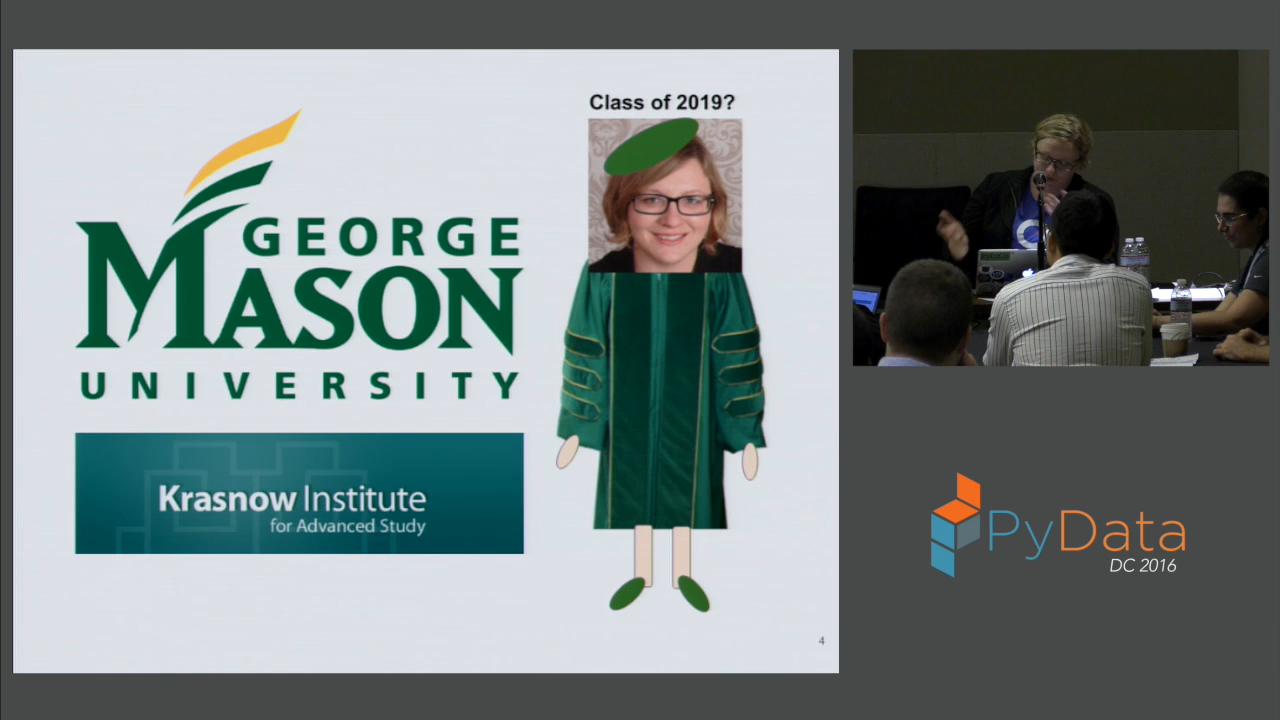 Class of 2019?
GEORGE
MASON
UNIVERSITY
Krasnow Institute
for Advanced Study
4
PyData
DC 2016